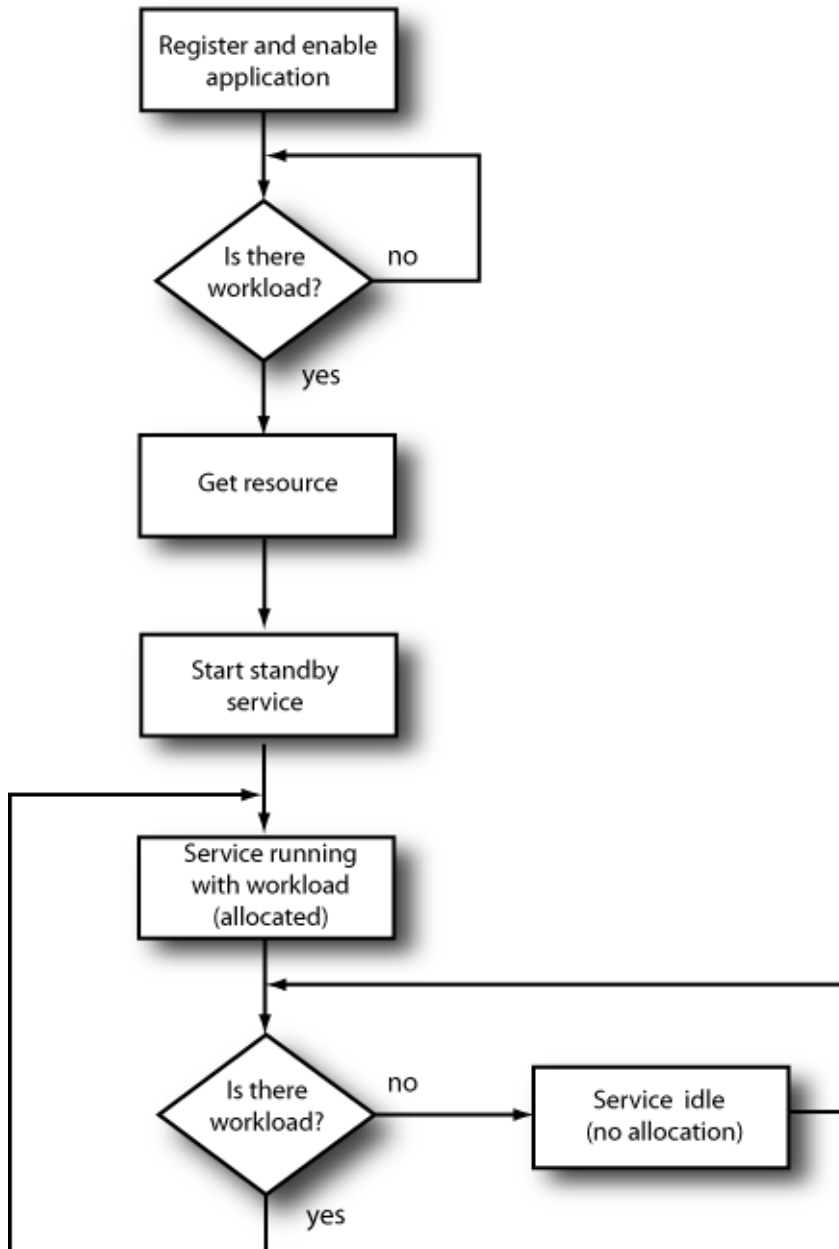 Register and enable
application
Is there
workload?
no
yes
Get resource
Start standby
service
Service running
with workload
(allocated)
Is there
workload?
no
Service idle
(no allocation)
yes